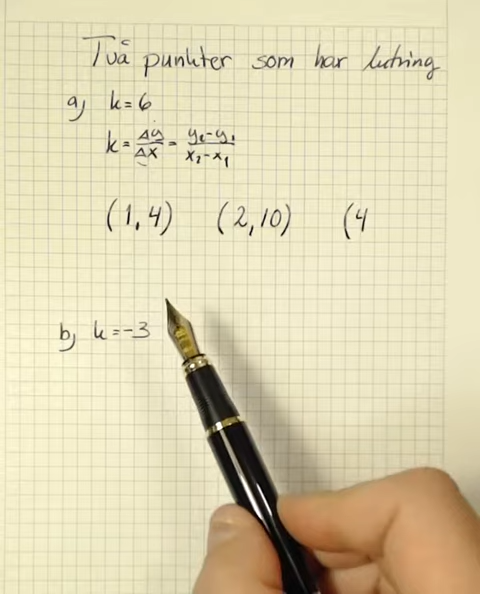 Två punkter som har lutning
a) k = 6
k = Δy/Δx = y₂-y₁/x₂-x₁
(1,4) (2,10) (4
b) k = -3